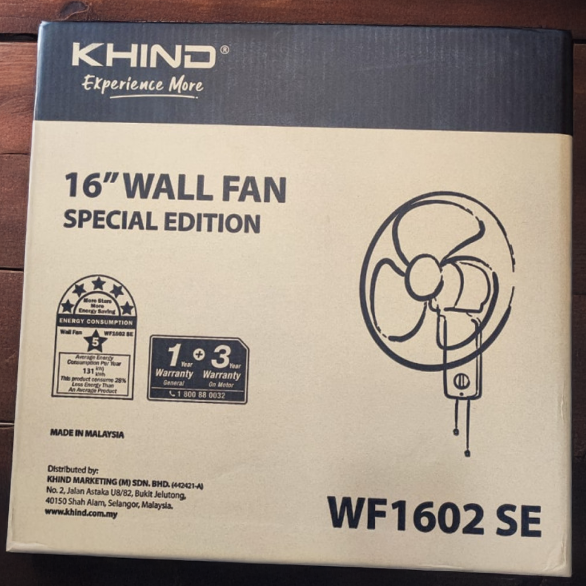 KHIND®
Experience More
16" WALL FAN
SPECIAL EDITION
More Stars
More
Energy Saving
ENERGY CONSUMPTION
Wall Fan WF1602 SE
5
Average Energy
Consumption Per Year
131 kWj kWh
This product consume 28%
Less Energy Than
An Average Product
1 Year + 3 Year
Warranty Warranty
General On Motor
1 800 88 0032
MADE IN MALAYSIA
Distributed by:
KHIND MARKETING (M) SDN. BHD. (442421-A)
No. 2, Jalan Astaka U8/82, Bukit Jelutong,
40150 Shah Alam, Selangor, Malaysia.
www.khind.com.my
WF1602 SE